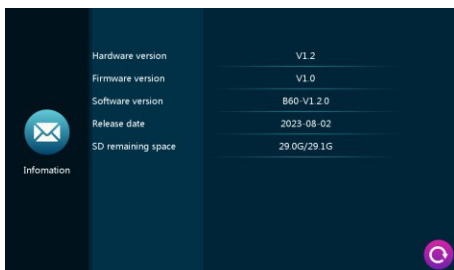 Hardware version V1.2
Firmware version V1.0
Software version B60-V1.2.0
Release date 2023-08-02
SD remaining space 29.0G/29.1G
Infomation